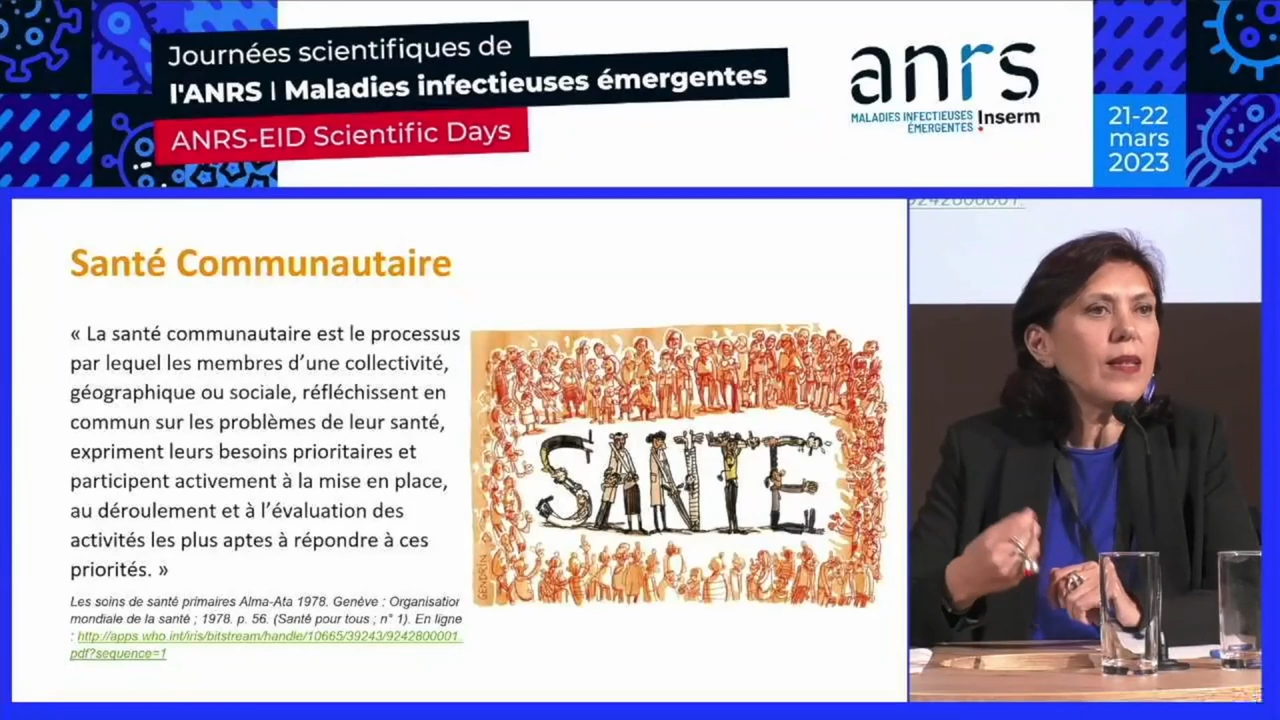 Journées scientifiques de
l'ANRS | Maladies infectieuses émergentes
ANRS-EID Scientific Days
anrs
MALADIES INFECTIEUSES
ÉMERGENTES
Inserm
21-22
mars
2023
9242800001.
Santé Communautaire
« La santé communautaire est le processus
par lequel les membres d’une collectivité,
géographique ou sociale, réfléchissent en
commun sur les problèmes de leur santé,
expriment leurs besoins prioritaires et
participent activement à la mise en place,
au déroulement et à l’évaluation des
activités les plus aptes à répondre à ces
priorités. »
SANTÉ
GENDRIN
Les soins de santé primaires Alma-Ata 1978. Genève : Organisation
mondiale de la santé ; 1978. p. 56. (Santé pour tous ; n° 1). En ligne
: http://apps.who.int/iris/bitstream/handle/10665/39243/9242800001.
pdf?sequence=1